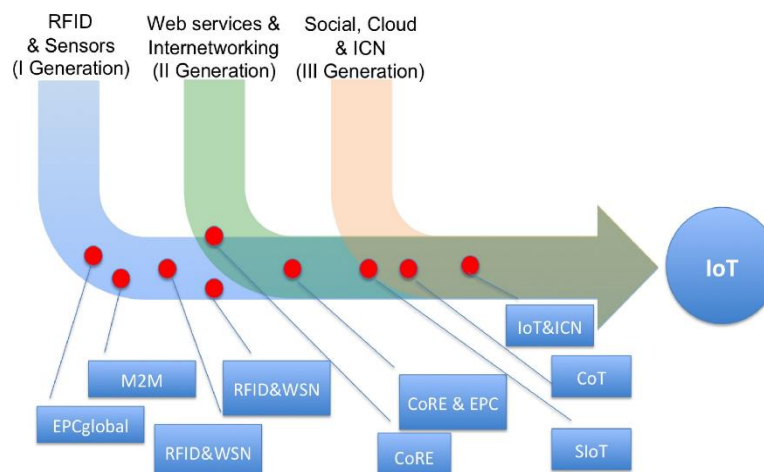 RFID
& Sensors
(I Generation)
Web services &
Internetworking
(II Generation)
Social, Cloud
& ICN
(III Generation)
IoT
IoT&ICN
M2M
RFID&WSN
CoT
CoRE & EPC
EPCglobal
RFID&WSN
CoRE
SIoT